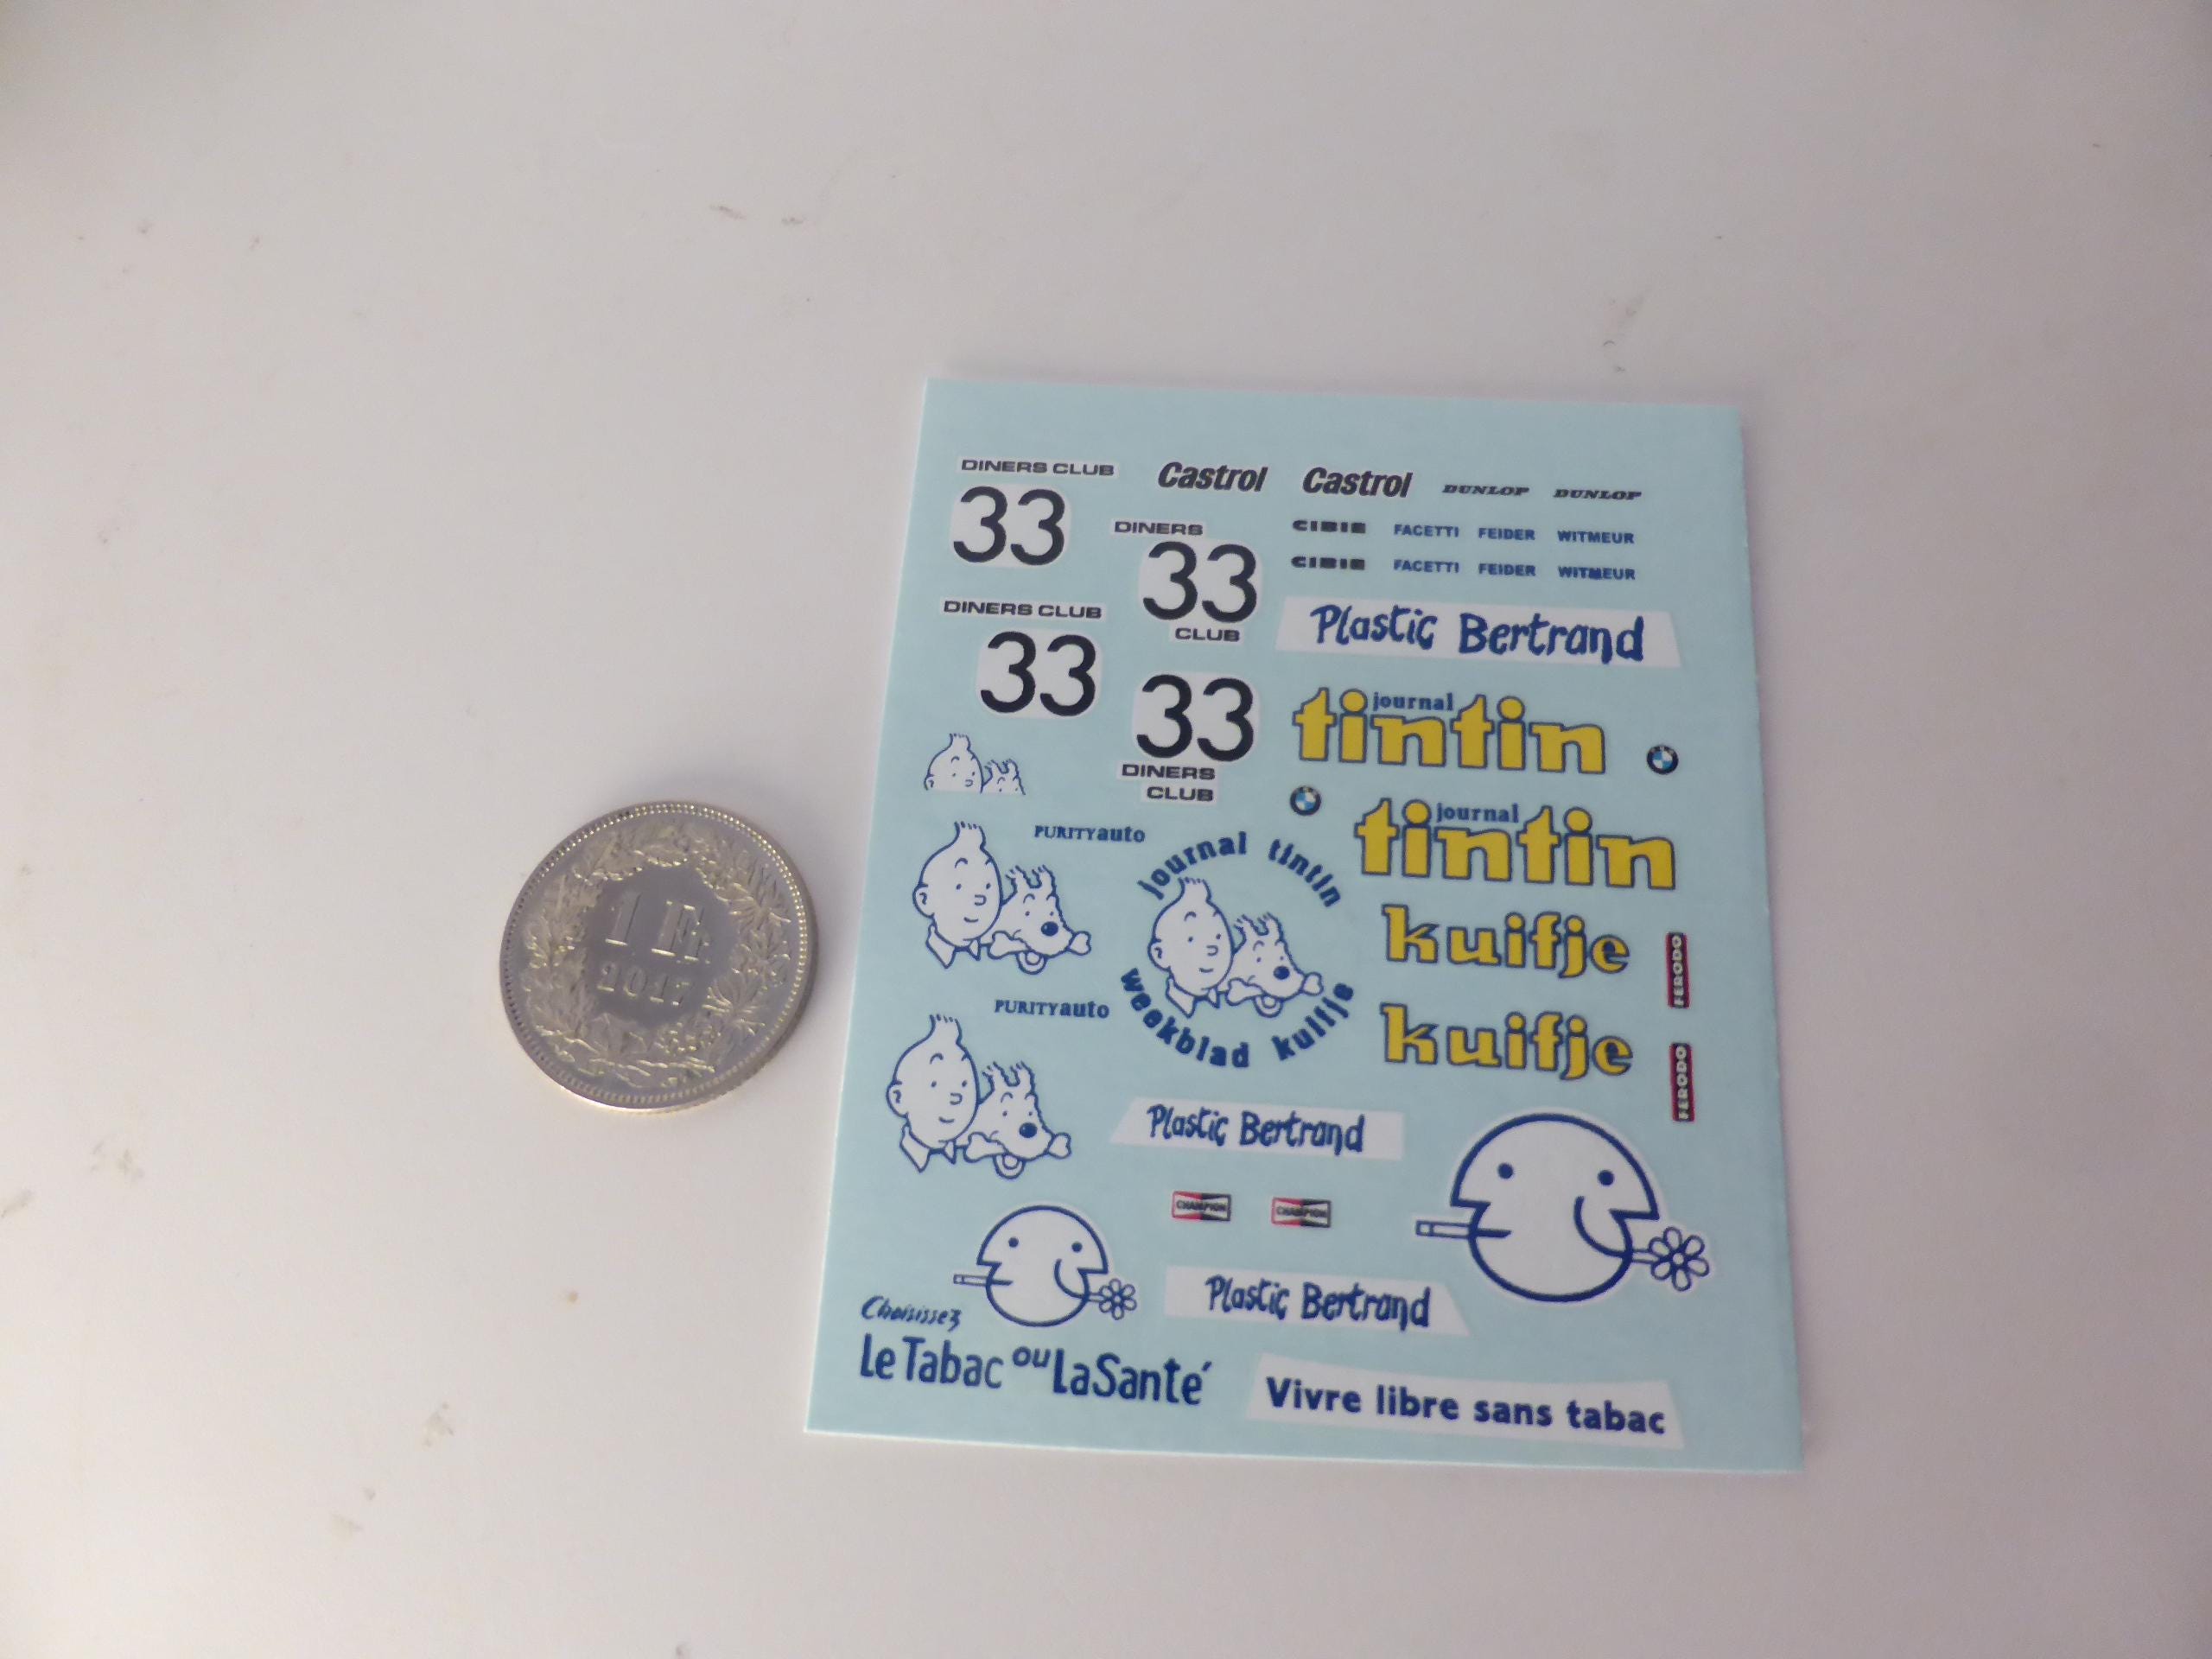 DINERS CLUB
33
Castrol
Castrol
DUNLOP
DUNLOP
DINERS
33
CLUB
CIBIE
FACETTI
FEIDER
WITMEUR
CIBIE
FACETTI
FEIDER
WITMEUR
DINERS CLUB
33
Plastic Bertrand
33
DINERS
CLUB
journal
tintin
journal
tintin
PURITYauto
journal tintin
weekblad kuifje
kuifje
FERODO
PURITYauto
kuifje
FERODO
Plastic Bertrand
CHAMPION
CHAMPION
Plastic Bertrand
Choisissez
Le Tabac ou La Santé
Vivre libre sans tabac
1 Fr.
2017